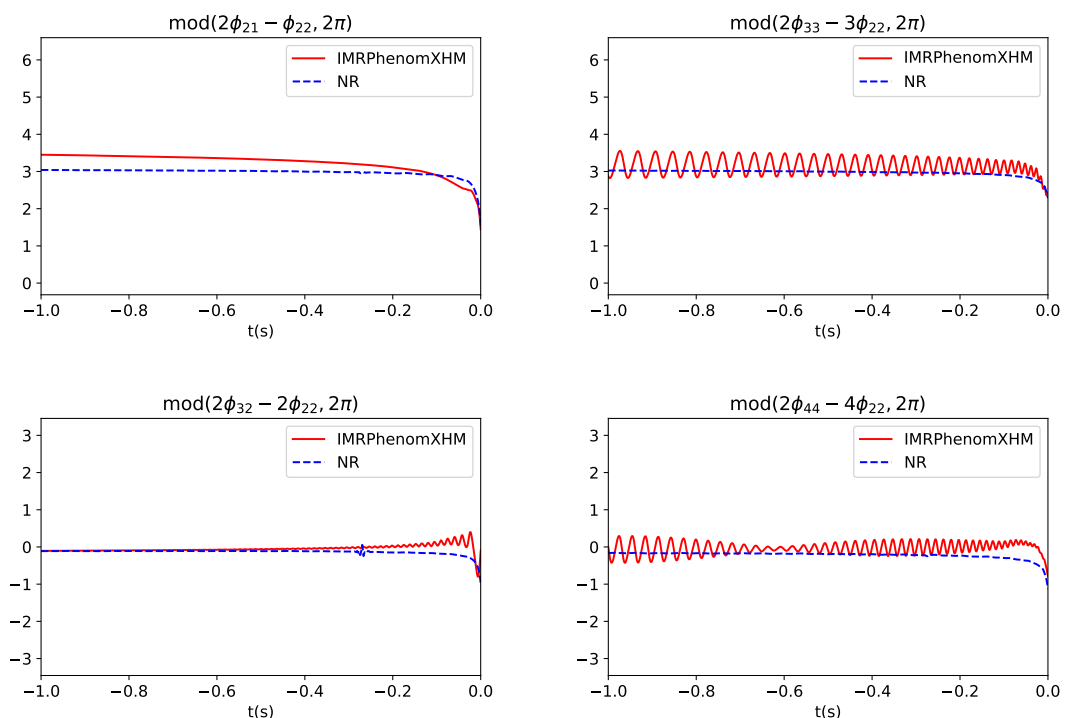 mod(2ϕ21 − ϕ22, 2π)
6
5
4
3
2
1
0
IMRPhenomXHM
NR
−1.0 −0.8 −0.6 −0.4 −0.2 0.0
t(s)
mod(2ϕ33 − 3ϕ22, 2π)
6
5
4
3
2
1
0
IMRPhenomXHM
NR
−1.0 −0.8 −0.6 −0.4 −0.2 0.0
t(s)
mod(2ϕ32 − 2ϕ22, 2π)
3
2
1
0
−1
−2
−3
IMRPhenomXHM
NR
−1.0 −0.8 −0.6 −0.4 −0.2 0.0
t(s)
mod(2ϕ44 − 4ϕ22, 2π)
3
2
1
0
−1
−2
−3
IMRPhenomXHM
NR
−1.0 −0.8 −0.6 −0.4 −0.2 0.0
t(s)